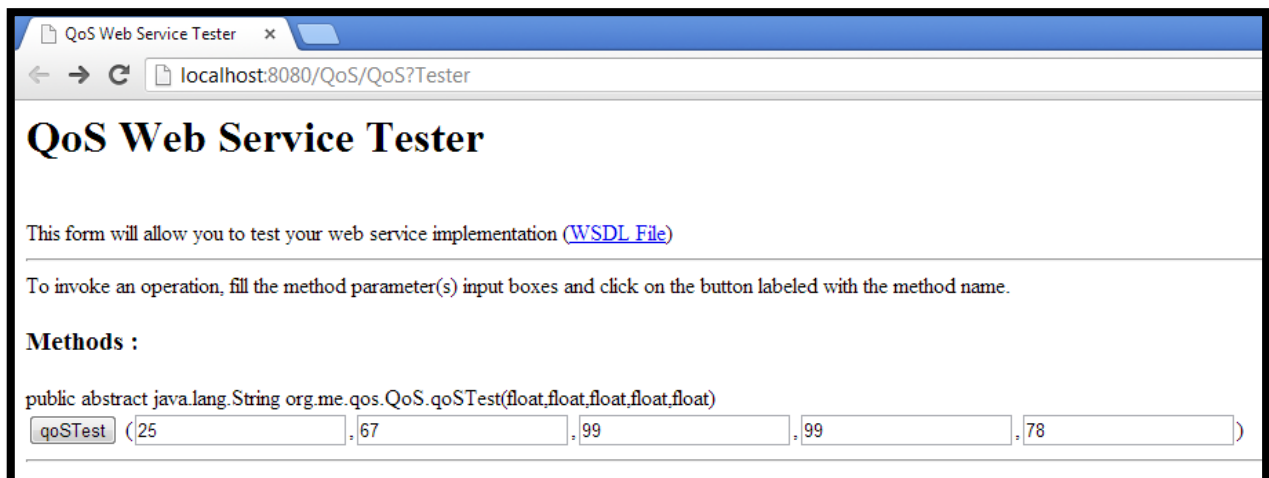 QoS Web Service Tester ×
localhost:8080/QoS/QoS?Tester
QoS Web Service Tester
This form will allow you to test your web service implementation (WSDL File)
To invoke an operation, fill the method parameter(s) input boxes and click on the button labeled with the method name.
Methods :
public abstract java.lang.String org.me.qos.QoS.qoSTest(float,float,float,float,float)
qoSTest (25 ,67 ,99 ,99 ,78 )